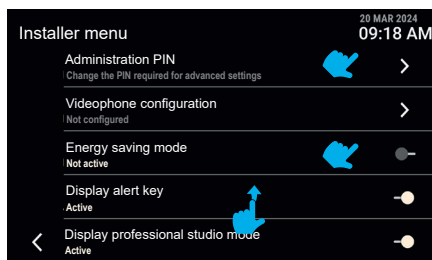 20 MAR 2024
Installer menu 09:18 AM
Administration PIN
Change the PIN required for advanced settings
Videophone configuration
Not configured
Energy saving mode
Not active
Display alert key
Active
Display professional studio mode
Active